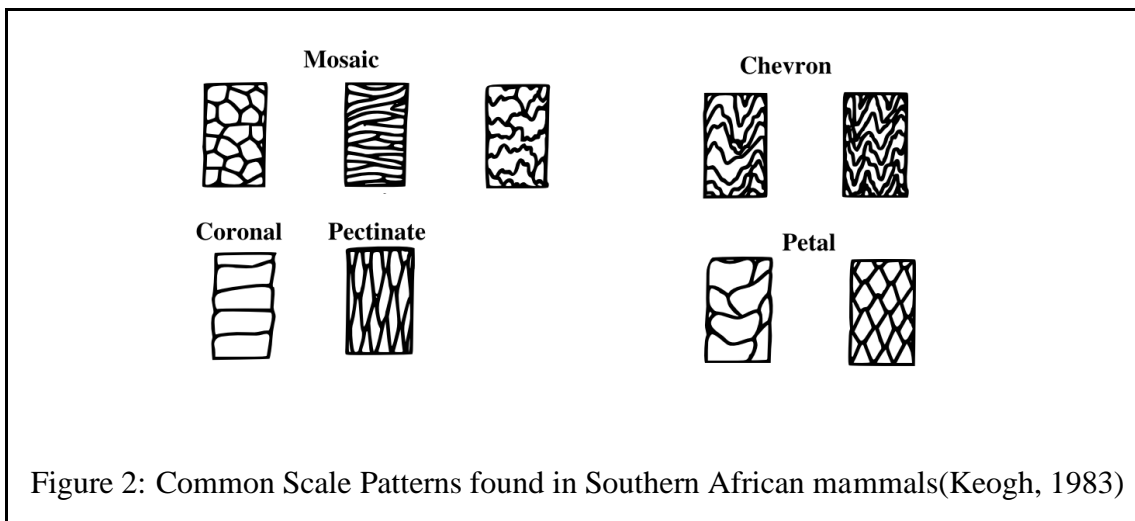 Mosaic
Chevron
Coronal
Pectinate
Petal
Figure 2: Common Scale Patterns found in Southern African mammals(Keogh, 1983)